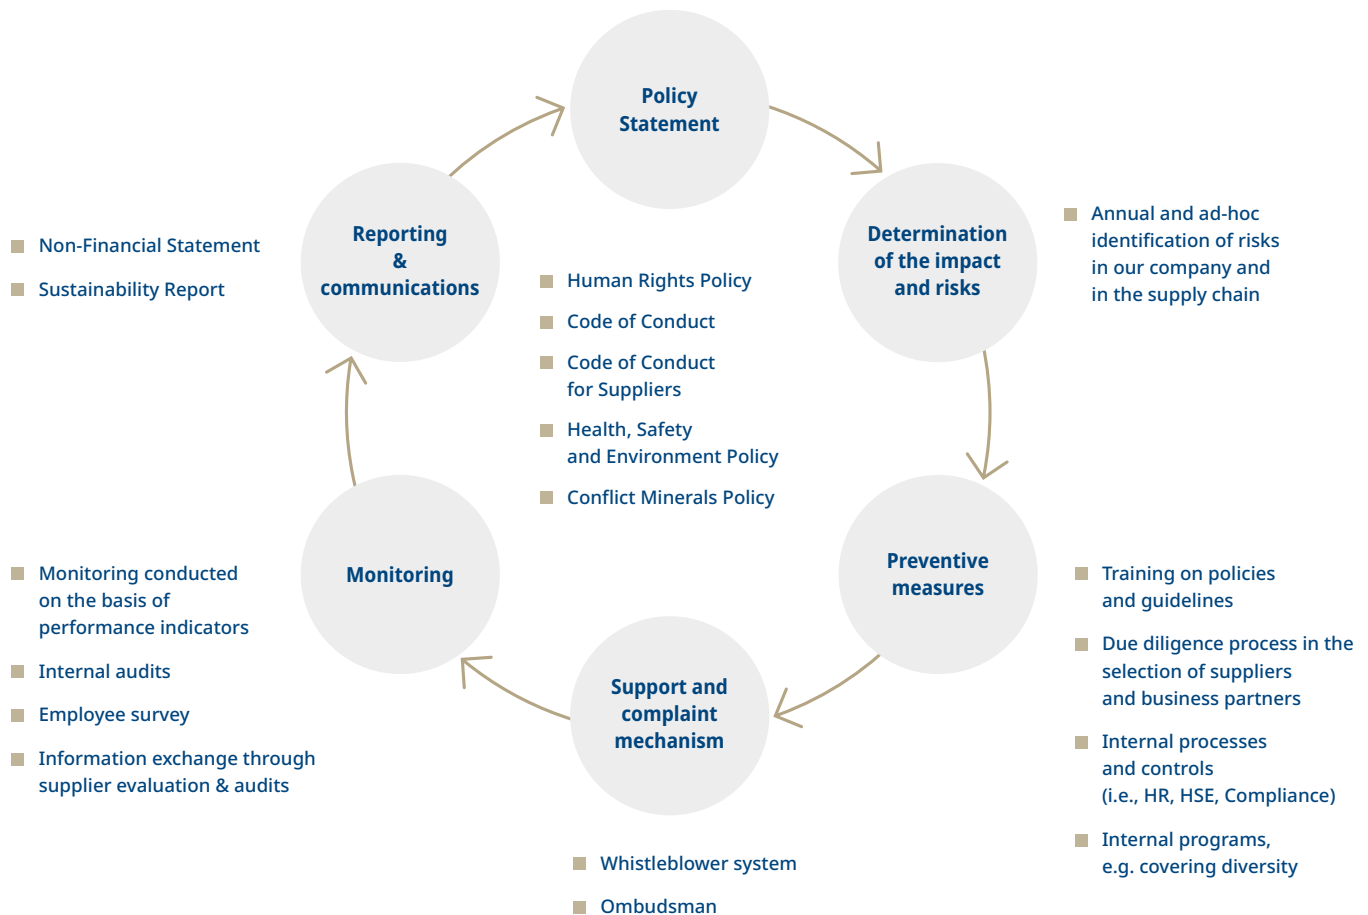 Policy
Statement
Human Rights Policy
Code of Conduct
Code of Conduct
for Suppliers
Health, Safety
and Environment Policy
Conflict Minerals Policy
Determination
of the impact
and risks
Annual and ad-hoc
identification of risks
in our company and
in the supply chain
Preventive
measures
Training on policies
and guidelines
Due diligence process in the
selection of suppliers
and business partners
Internal processes
and controls
(i.e., HR, HSE, Compliance)
Internal programs,
e.g. covering diversity
Support and
complaint
mechanism
Whistleblower system
Ombudsman
Monitoring
Monitoring conducted
on the basis of
performance indicators
Internal audits
Employee survey
Information exchange through
supplier evaluation & audits
Reporting
&
communications
Non-Financial Statement
Sustainability Report